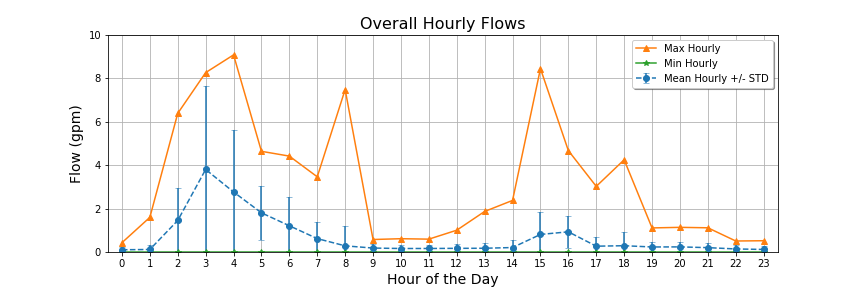 Overall Hourly Flows
Flow (gpm)
10
8
6
4
2
0
Max Hourly
Min Hourly
Mean Hourly +/- STD
0 1 2 3 4 5 6 7 8 9 10 11 12 13 14 15 16 17 18 19 20 21 22 23
Hour of the Day